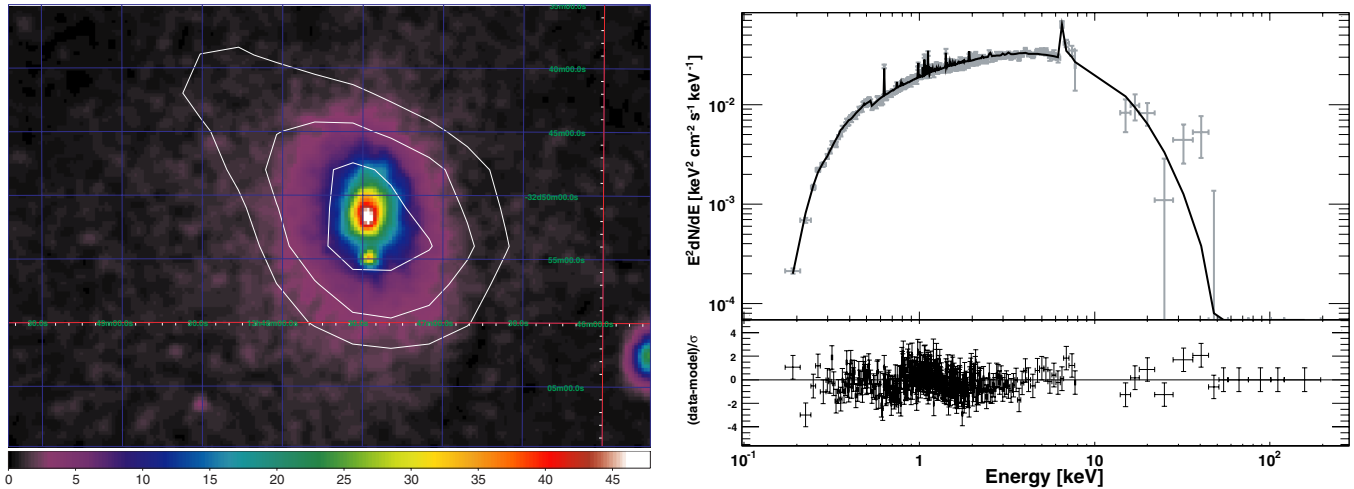 40m00.0s
45m00.0s
-32d50m00.0s
55m00.0s
05m00.0s
0 5 10 15 20 25 30 35 40 45
E²dN/dE [keV² cm⁻² s⁻¹ keV⁻¹]
10⁻²
10⁻³
10⁻⁴
(data-model)/σ
4
2
0
-2
-4
10⁻¹ 1 10 10²
Energy [keV]